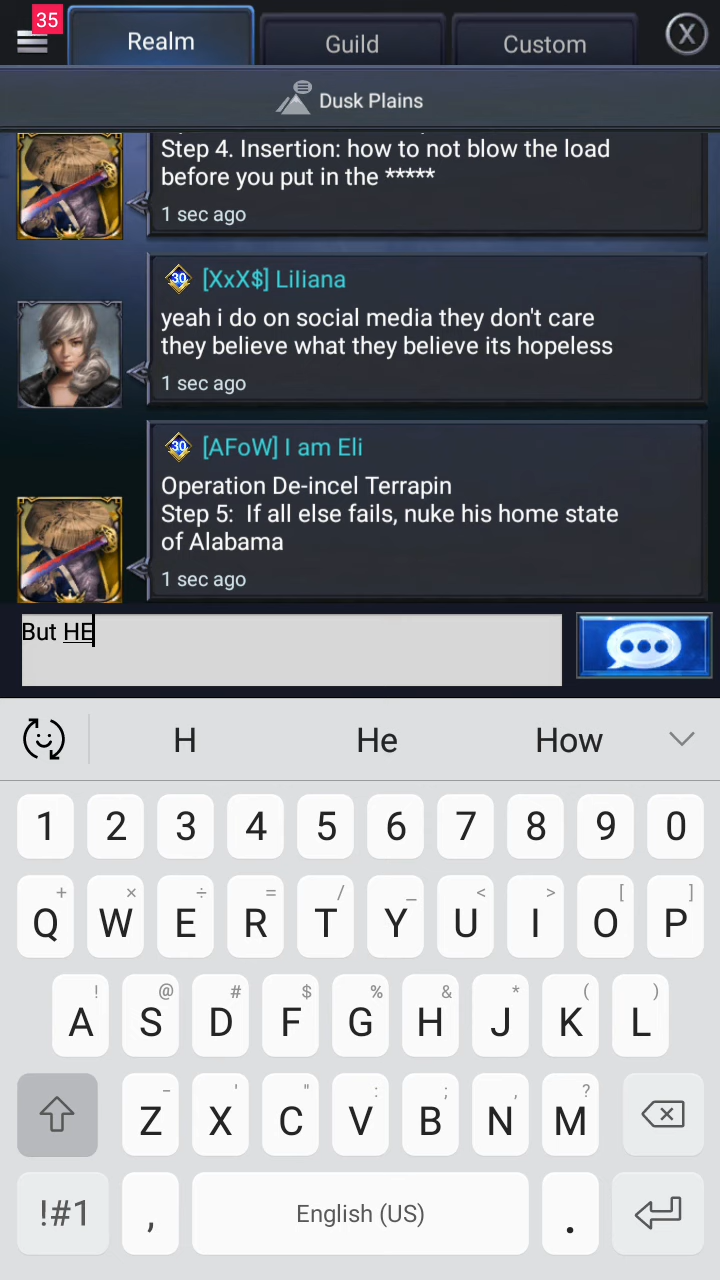 35
Realm
Guild
Custom
X
Dusk Plains
Step 4. Insertion: how to not blow the load
before you put in the *****
1 sec ago
30 [XxX$] Liliana
yeah i do on social media they don't care
they believe what they believe its hopeless
1 sec ago
30 [AFoW] I am Eli
Operation De-incel Terrapin
Step 5: If all else fails, nuke his home state
of Alabama
1 sec ago
But HE
H He How
1 2 3 4 5 6 7 8 9 0
+ × ÷ = / _ < > [ ]
Q W E R T Y U I O P
! @ # $ % & * ( )
A S D F G H J K L
- ' " : ; , ?
Z X C V B N M
!#1 , English (US) .